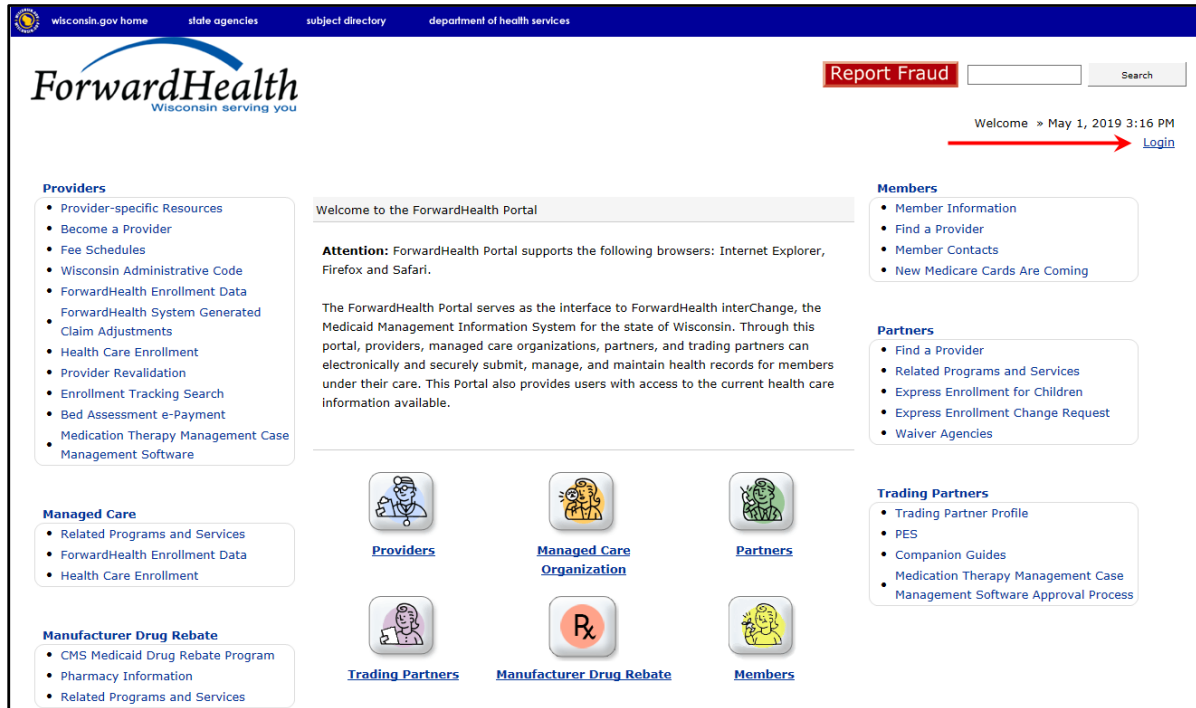 wisconsin.gov home state agencies subject directory department of health services
ForwardHealth
Wisconsin serving you
Report Fraud
Search
Welcome » May 1, 2019 3:16 PM
Login
Providers
Provider-specific Resources
Become a Provider
Fee Schedules
Wisconsin Administrative Code
ForwardHealth Enrollment Data
ForwardHealth System Generated
Claim Adjustments
Health Care Enrollment
Provider Revalidation
Enrollment Tracking Search
Bed Assessment e-Payment
Medication Therapy Management Case
Management Software
Managed Care
Related Programs and Services
ForwardHealth Enrollment Data
Health Care Enrollment
Manufacturer Drug Rebate
CMS Medicaid Drug Rebate Program
Pharmacy Information
Related Programs and Services
Welcome to the ForwardHealth Portal
Attention: ForwardHealth Portal supports the following browsers: Internet Explorer,
Firefox and Safari.
The ForwardHealth Portal serves as the interface to ForwardHealth interChange, the
Medicaid Management Information System for the state of Wisconsin. Through this
portal, providers, managed care organizations, partners, and trading partners can
electronically and securely submit, manage, and maintain health records for members
under their care. This Portal also provides users with access to the current health care
information available.
Providers
Managed Care
Organization
Partners
Trading Partners
Rx
Manufacturer Drug Rebate
Members
Members
Member Information
Find a Provider
Member Contacts
New Medicare Cards Are Coming
Partners
Find a Provider
Related Programs and Services
Express Enrollment for Children
Express Enrollment Change Request
Waiver Agencies
Trading Partners
Trading Partner Profile
PES
Companion Guides
Medication Therapy Management Case
Management Software Approval Process